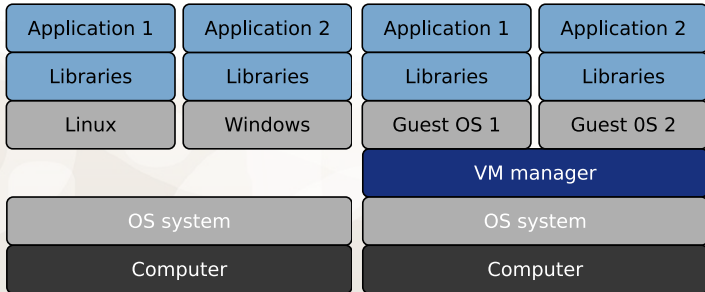 Application 1 Application 2 Application 1 Application 2
Libraries Libraries Libraries Libraries
Linux Windows Guest OS 1 Guest 0S 2
VM manager
OS system OS system
Computer Computer